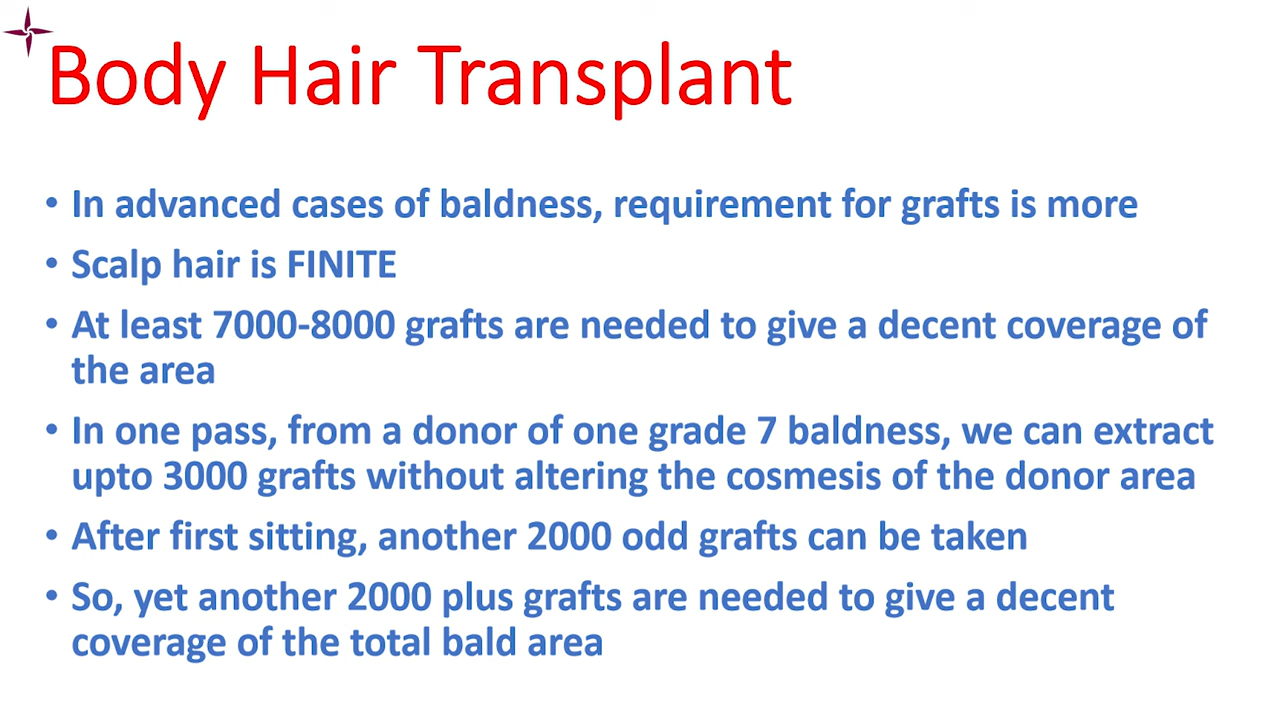 Body Hair Transplant
• In advanced cases of baldness, requirement for grafts is more
• Scalp hair is FINITE
• At least 7000-8000 grafts are needed to give a decent coverage of
the area
• In one pass, from a donor of one grade 7 baldness, we can extract
upto 3000 grafts without altering the cosmesis of the donor area
• After first sitting, another 2000 odd grafts can be taken
• So, yet another 2000 plus grafts are needed to give a decent
coverage of the total bald area